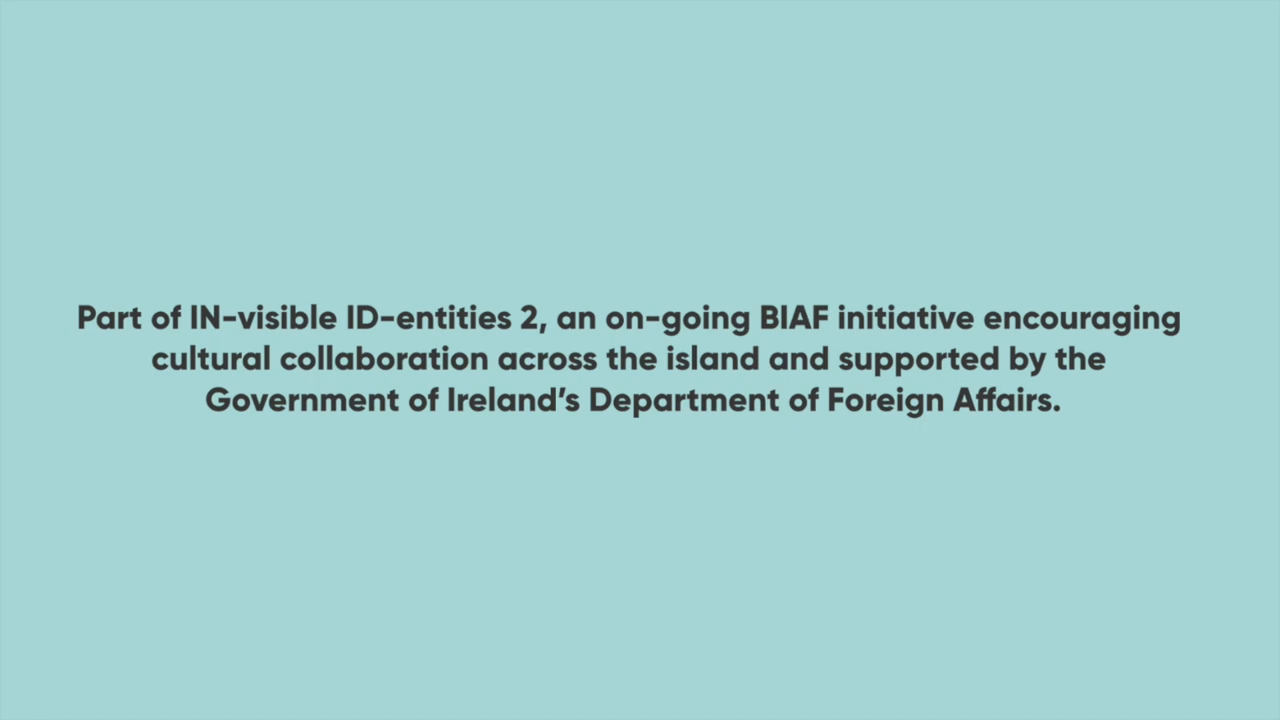 Part of IN-visible ID-entities 2, an on-going BIAF initiative encouraging
cultural collaboration across the island and supported by the
Government of Ireland’s Department of Foreign Affairs.